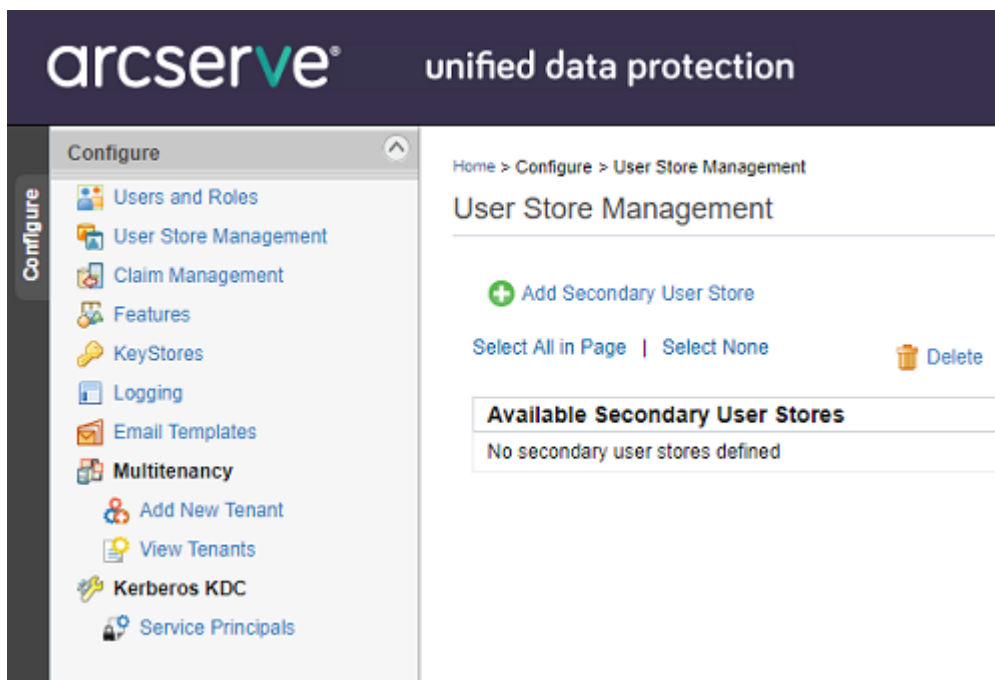 arcserve® unified data protection
Configure
Configure
Users and Roles
User Store Management
Claim Management
Features
KeyStores
Logging
Email Templates
Multitenancy
Add New Tenant
View Tenants
Kerberos KDC
Service Principals
Home > Configure > User Store Management
User Store Management
Add Secondary User Store
Select All in Page | Select None
Delete
Available Secondary User Stores
No secondary user stores defined